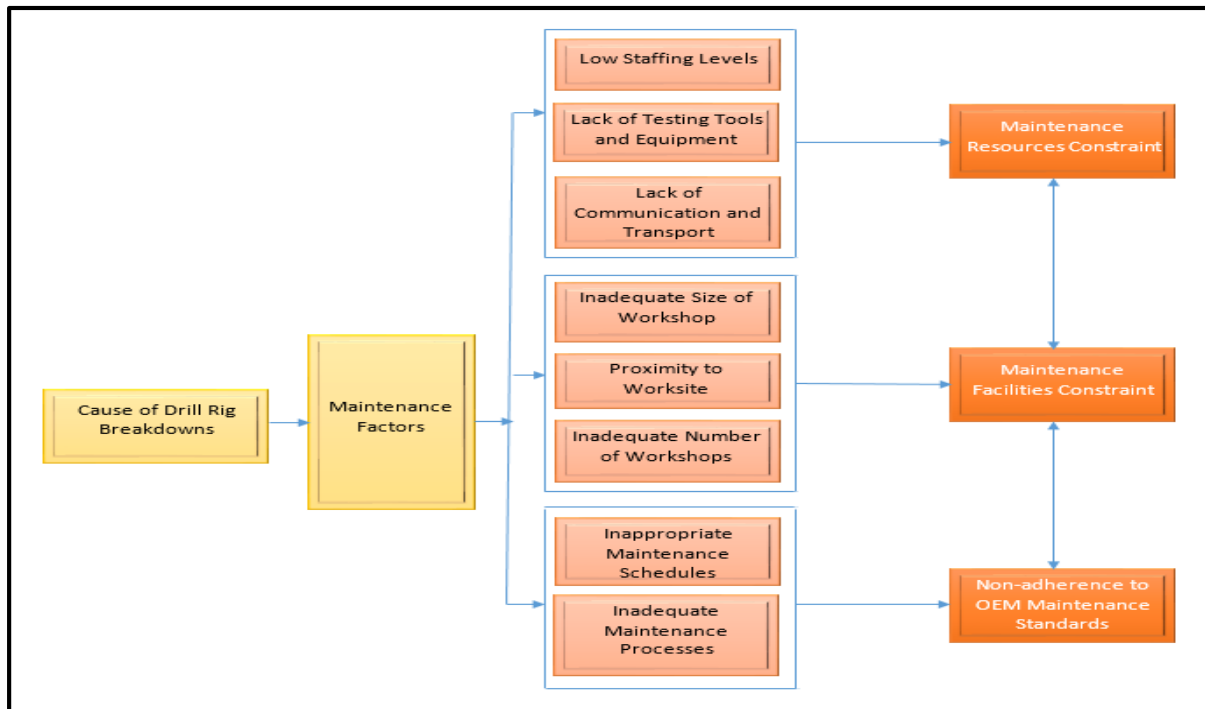 Cause of Drill Rig
Breakdowns
Maintenance
Factors
Low Staffing Levels
Lack of Testing Tools
and Equipment
Lack of
Communication and
Transport
Inadequate Size of
Workshop
Proximity to
Worksite
Inadequate Number
of Workshops
Inappropriate
Maintenance
Schedules
Inadequate
Maintenance
Processes
Maintenance
Resources Constraint
Maintenance
Facilities Constraint
Non-adherence to
OEM Maintenance
Standards